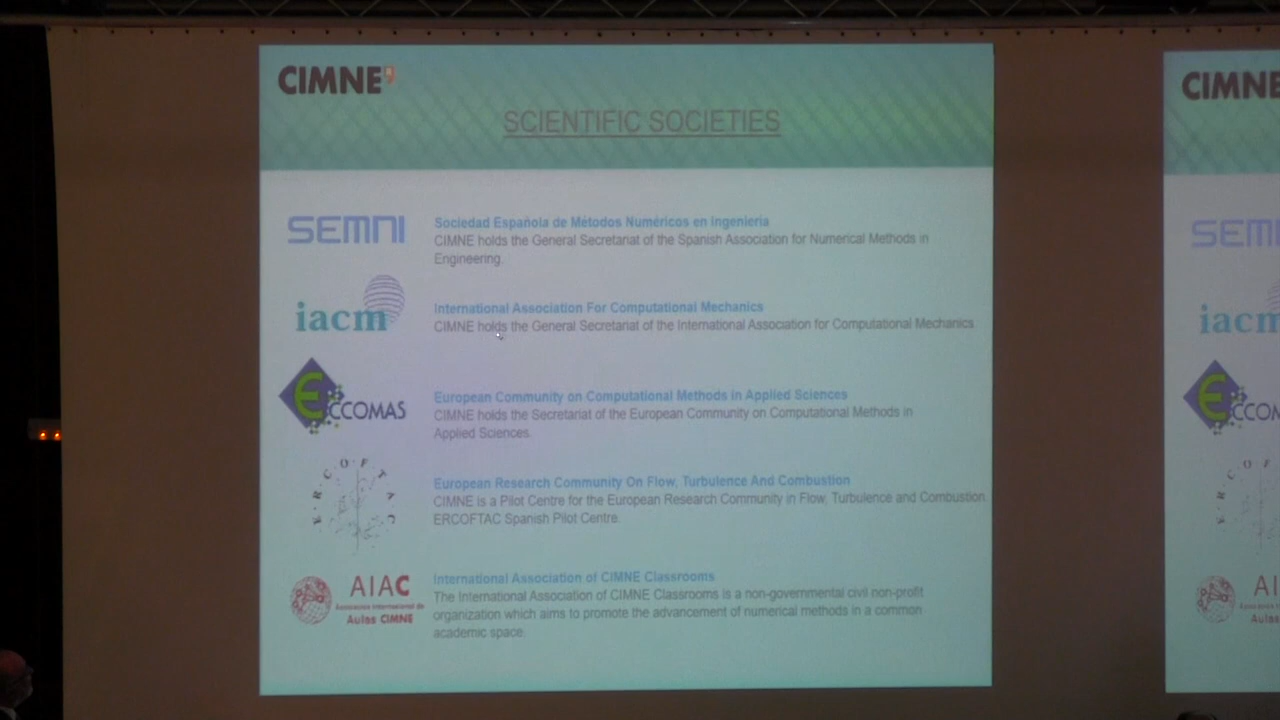 CIMNE
SCIENTIFIC SOCIETIES
SEMNI
Sociedad Española de Métodos Numéricos en Ingeniería
CIMNE holds the General Secretariat of the Spanish Association for Numerical Methods in
Engineering.
iacm
International Association For Computational Mechanics
CIMNE holds the General Secretariat of the International Association for Computational Mechanics.
ECCOMAS
European Community on Computational Methods in Applied Sciences
CIMNE holds the Secretariat of the European Community on Computational Methods in
Applied Sciences.
E·R·C·O·F·T·A·C
European Research Community On Flow, Turbulence And Combustion
CIMNE is a Pilot Centre for the European Research Community in Flow, Turbulence and Combustion.
ERCOFTAC Spanish Pilot Centre.
AIAC
Asociación Internacional de
Aulas CIMNE
International Association of CIMNE Classrooms
The International Association of CIMNE Classrooms is a non-governmental civil non-profit
organization which aims to promote the advancement of numerical methods in a common
academic space.
CIMNE
SEM
iacm
ECCO
AI
Aulas